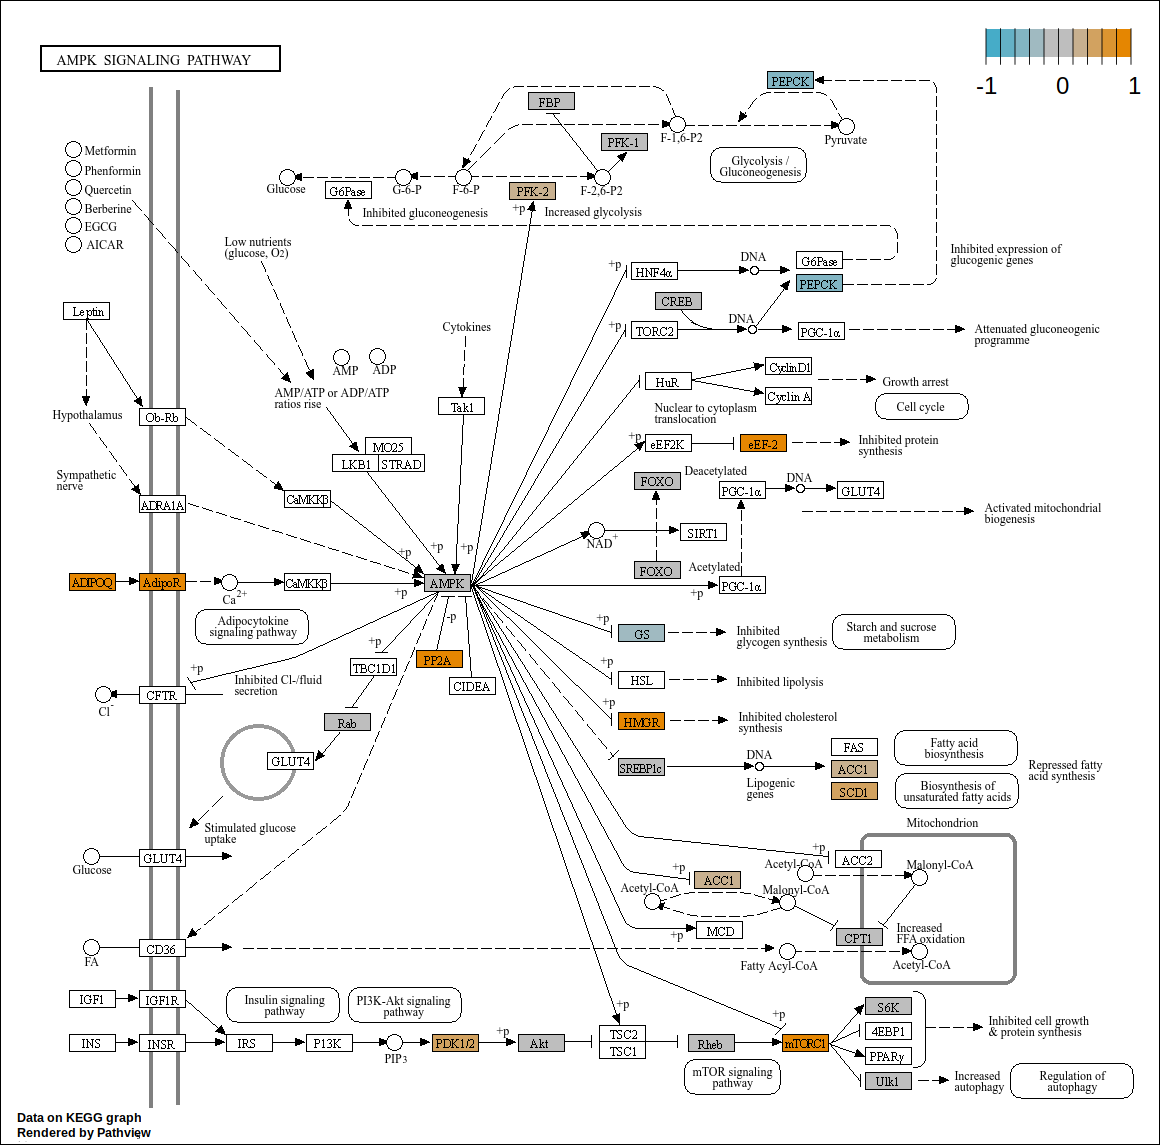 AMPK SIGNALING PATHWAY
-1 0 1
PEPCK
FBP
PFK-1
F-1,6-P2
Pyruvate
Glycolysis /
Gluconeogenesis
Metformin
Phenformin
Quercetin
Berberine
EGCG
AICAR
Glucose
G6Pase
G-6-P
F-6-P
PFK-2
F-2,6-P2
+p
Inhibited gluconeogenesis
Increased glycolysis
Low nutrients
(glucose, O2)
+p
HNF4α
DNA
G6Pase
PEPCK
Inhibited expression of
glucogenic genes
CREB
+p
TORC2
DNA
PGC-1α
Attenuated gluconeogenic
programme
Leptin
Cytokines
AMP
ADP
AMP/ATP or ADP/ATP
ratios rise
HuR
CyclinD1
Cyclin A
Growth arrest
Cell cycle
Nuclear to cytoplasm
translocation
Hypothalamus
Ob-Rb
Tak1
MO25
LKB1
STRAD
+p
eEF2K
eEF-2
Inhibited protein
synthesis
Sympathetic
nerve
ADRA1A
CaMKKβ
FOXO
Deacetylated
PGC-1α
DNA
GLUT4
Activated mitochondrial
biogenesis
NAD+
SIRT1
+p
+p
+p
FOXO
Acetylated
PGC-1α
+p
ADIPOQ
AdipoR
Ca2+
CaMKKβ
+p
AMPK
Adipocytokine
signaling pathway
-p
+p
GS
Inhibited
glycogen synthesis
Starch and sucrose
metabolism
+p
TBC1D1
PP2A
CIDEA
+p
HSL
Inhibited lipolysis
+p
CFTR
Cl-
Inhibited Cl-/fluid
secretion
Rab
+p
HMGR
Inhibited cholesterol
synthesis
GLUT4
SREBP1c
DNA
Lipogenic
genes
FAS
ACC1
SCD1
Fatty acid
biosynthesis
Biosynthesis of
unsaturated fatty acids
Repressed fatty
acid synthesis
Stimulated glucose
uptake
Mitochondrion
Glucose
GLUT4
+p
ACC2
Acetyl-CoA
Malonyl-CoA
+p
ACC1
Acetyl-CoA
Malonyl-CoA
+p
MCD
CPT1
Increased
FFA oxidation
FA
CD36
Fatty Acyl-CoA
Acetyl-CoA
IGF1
IGF1R
Insulin signaling
pathway
PI3K-Akt signaling
pathway
INS
INSR
IRS
P13K
PIP3
PDK1/2
+p
Akt
+p
TSC2
TSC1
Rheb
+p
mTORC1
mTOR signaling
pathway
S6K
4EBP1
PPARγ
Ulk1
Inhibited cell growth
& protein synthesis
Increased
autophagy
Regulation of
autophagy
Data on KEGG graph
Rendered by Pathview